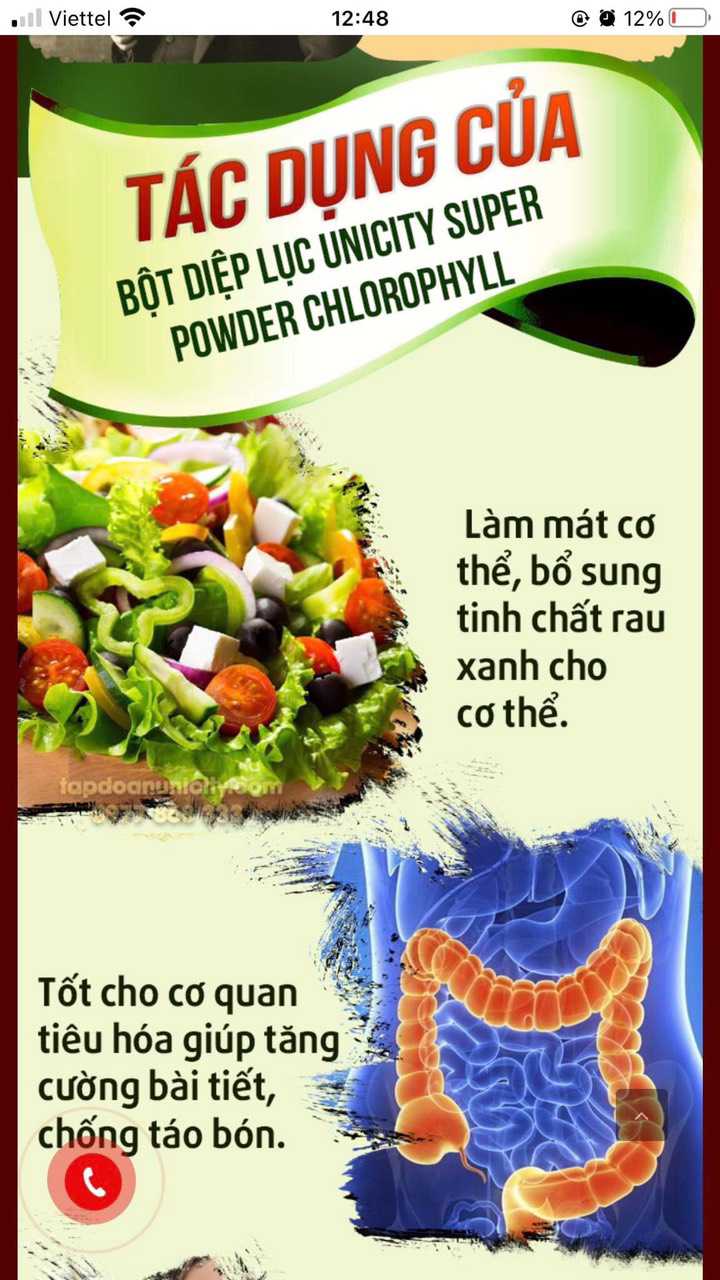 Viettel 12:48 12%
TÁC DỤNG CỦA
BỘT DIỆP LỤC UNICITY SUPER
POWDER CHLOROPHYLL
Làm mát cơ
thể, bổ sung
tinh chất rau
xanh cho
cơ thể.
tapdoanunicity.com
Tốt cho cơ quan
tiêu hóa giúp tăng
cường bài tiết,
chống táo bón.